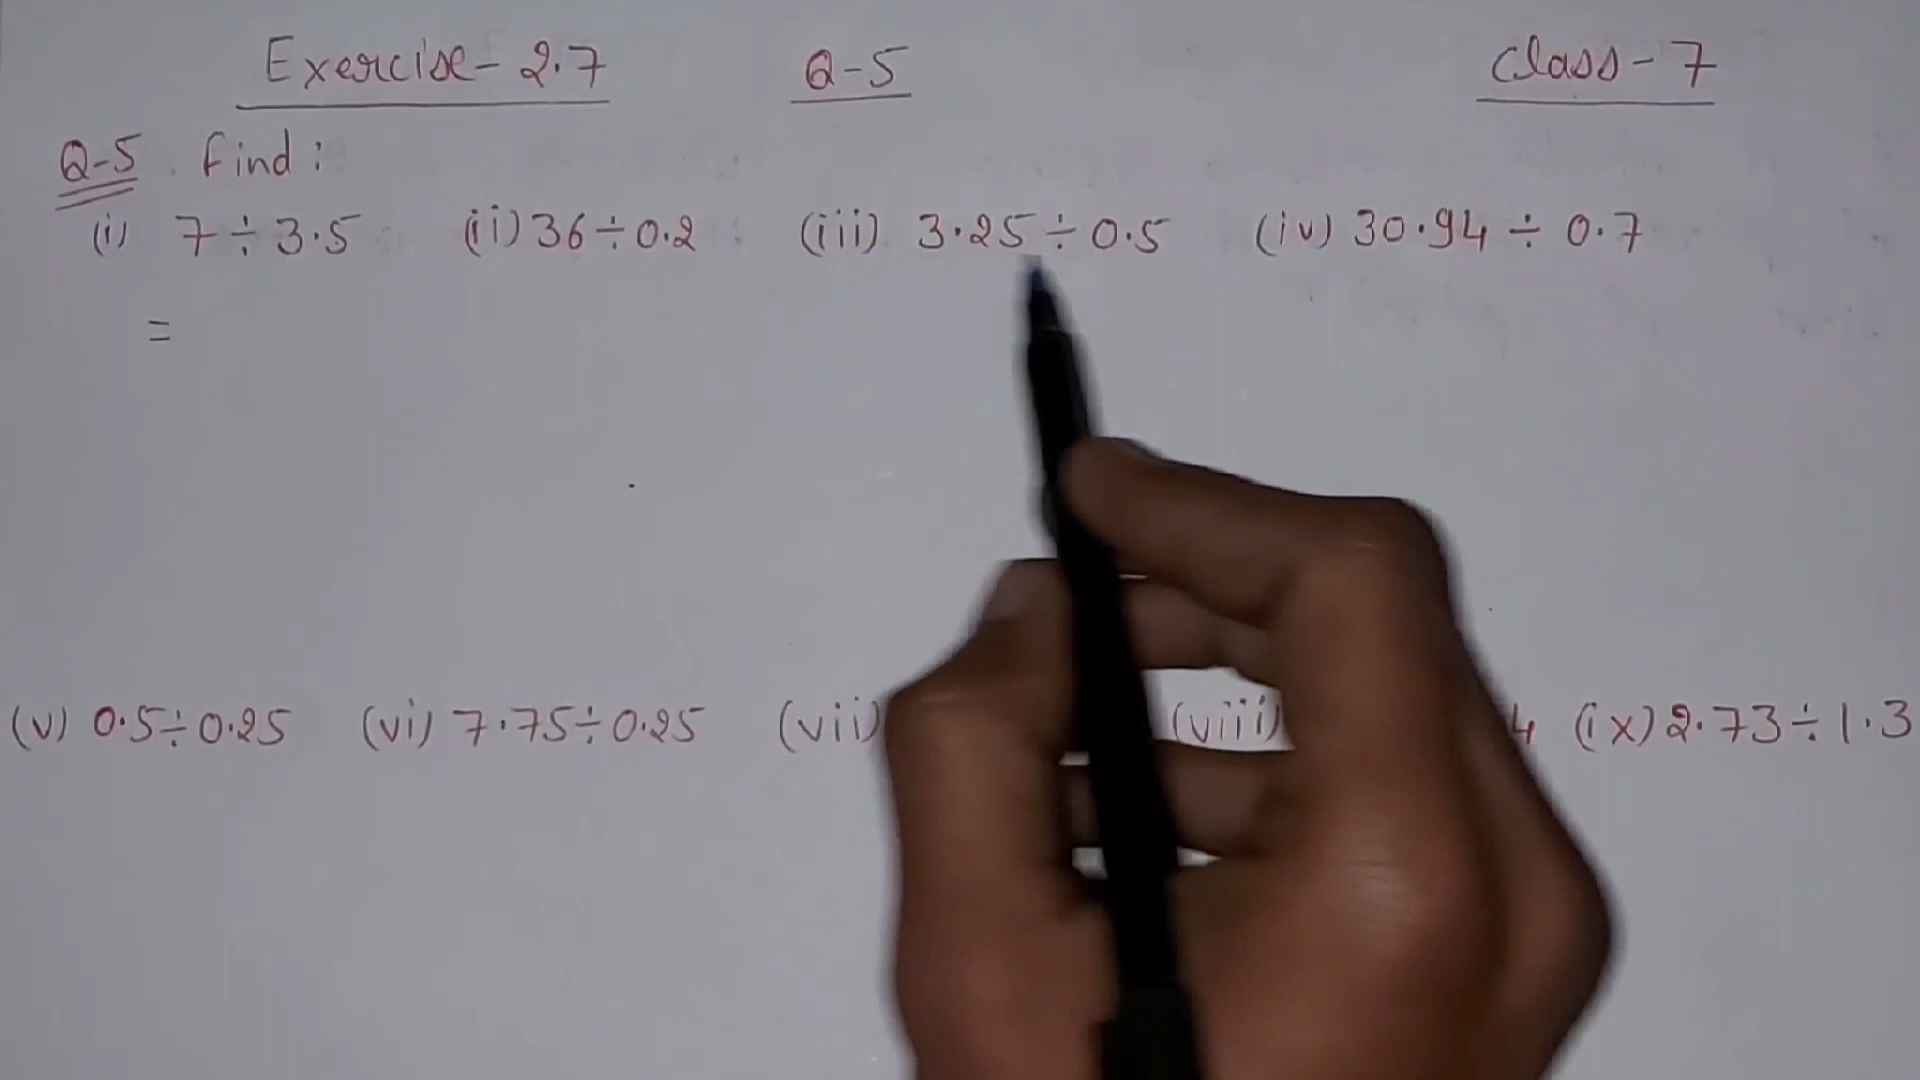 Exercise-2.7 Q-5 Class-7
Q-5. Find:
(i) 7÷3.5 (ii) 36÷0.2 (iii) 3.25÷0.5 (iv) 30.94÷0.7
=
(v) 0.5÷0.25 (vi) 7.75÷0.25 (vii) (viii) 4 (ix) 2.73÷1.3